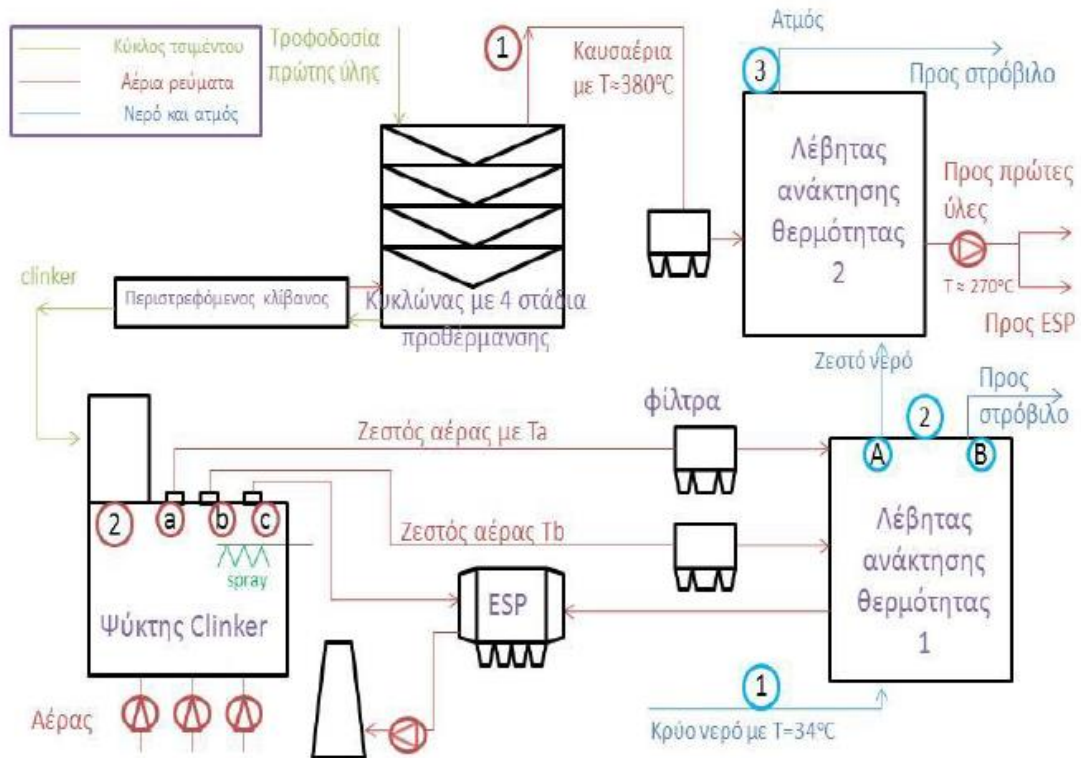 Κύκλος τσιμέντου
Αέρια ρεύματα
Νερό και ατμός
Τροφοδοσία
πρώτης ύλης
1
Καυσαέρια
με T≈380°C
Ατμός
3
Προς στρόβιλο
Λέβητας
ανάκτησης
θερμότητας
2
Προς πρώτες
ύλες
T ≈ 270°C
Προς ESP
clinker
Περιστρεφόμενος κλίβανος
Κυκλώνας με 4 στάδια
προθέρμανσης
Ζεστό νερό
Προς
στρόβιλο
φίλτρα
2
A
B
Ζεστός αέρας με Ta
2
a
b
c
spray
Ζεστός αέρας Tb
Λέβητας
ανάκτησης
θερμότητας
1
ESP
Ψύκτης Clinker
Αέρας
1
Κρύο νερό με T=34°C